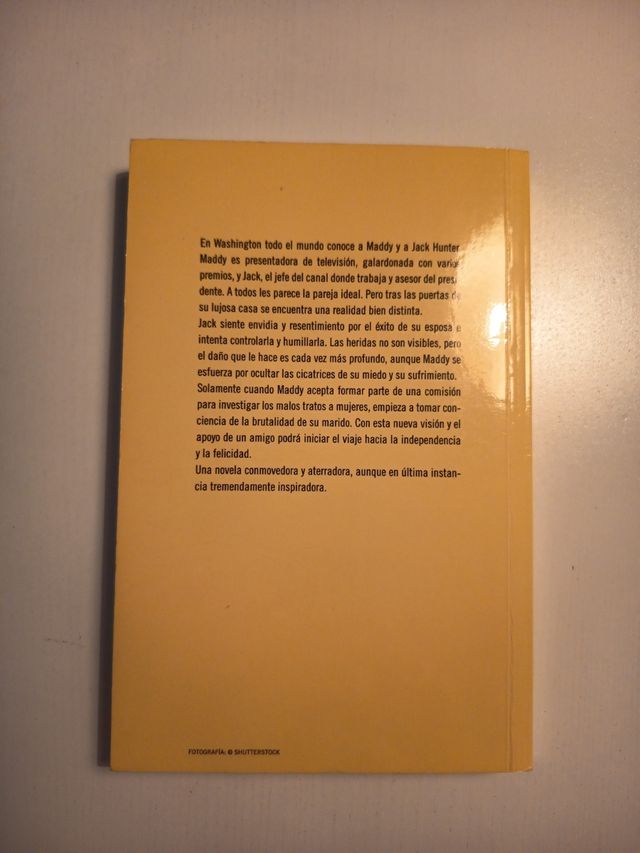 En Washington todo el mundo conoce a Maddy y a Jack Hunter.
Maddy es presentadora de televisión, galardonada con varios
premios, y Jack, el jefe del canal donde trabaja y asesor del presi-
dente. A todos les parece la pareja ideal. Pero tras las puertas de
su lujosa casa se encuentra una realidad bien distinta.
Jack siente envidia y resentimiento por el éxito de su esposa e
intenta controlarla y humillarla. Las heridas no son visibles, pero
el daño que le hace es cada vez más profundo, aunque Maddy se
esfuerza por ocultar las cicatrices de su miedo y su sufrimiento.
Solamente cuando Maddy acepta formar parte de una comisión
para investigar los malos tratos a mujeres, empieza a tomar con-
ciencia de la brutalidad de su marido. Con esta nueva visión y el
apoyo de un amigo podrá iniciar el viaje hacia la independencia
y la felicidad.
Una novela conmovedora y aterradora, aunque en última instan-
cia tremendamente inspiradora.
FOTOGRAFÍA: © SHUTTERSTOCK